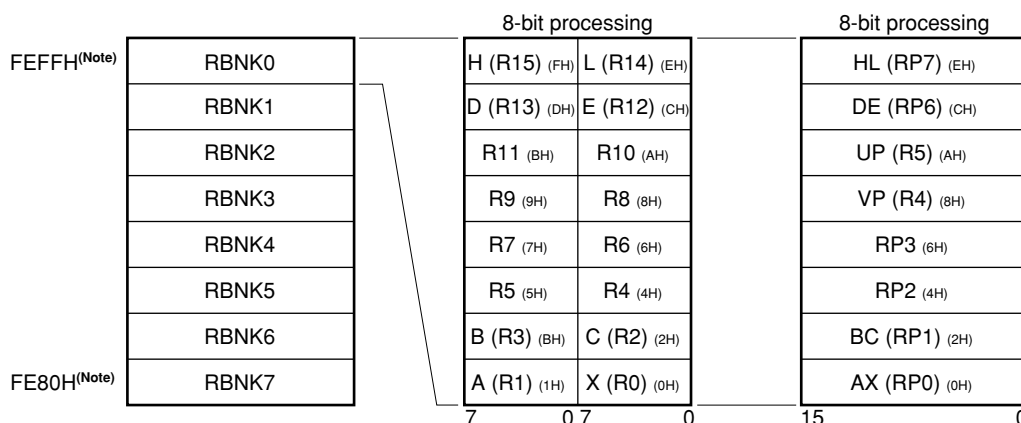 8-bit processing 8-bit processing
FEFFH(Note) RBNK0 H (R15) (FH) L (R14) (EH) HL (RP7) (EH)
RBNK1 D (R13) (DH) E (R12) (CH) DE (RP6) (CH)
RBNK2 R11 (BH) R10 (AH) UP (R5) (AH)
RBNK3 R9 (9H) R8 (8H) VP (R4) (8H)
RBNK4 R7 (7H) R6 (6H) RP3 (6H)
RBNK5 R5 (5H) R4 (4H) RP2 (4H)
RBNK6 B (R3) (BH) C (R2) (2H) BC (RP1) (2H)
FE80H(Note) RBNK7 A (R1) (1H) X (R0) (0H) AX (RP0) (0H)
7 0 7 0 15 0